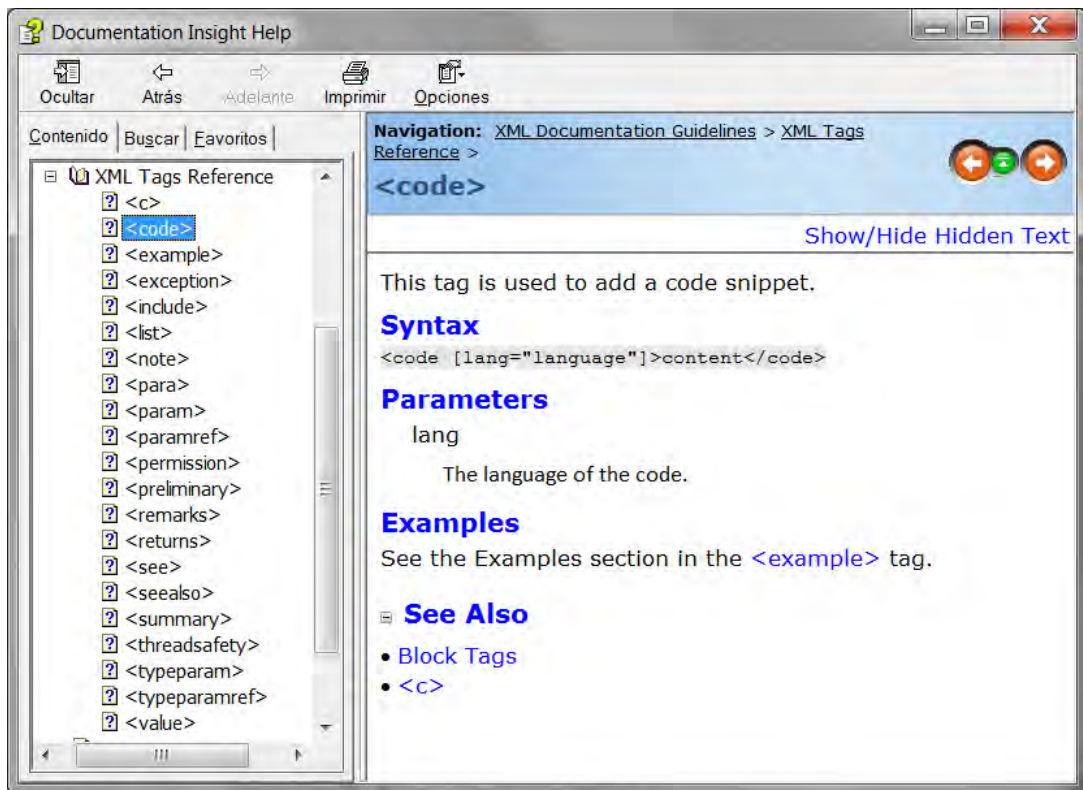 Documentation Insight Help
Ocultar Atrás Adelante Imprimir Opciones
Contenido Buscar Favoritos
XML Tags Reference
<c>
<code>
<example>
<exception>
<include>
<list>
<note>
<para>
<param>
<paramref>
<permission>
<preliminary>
<remarks>
<returns>
<see>
<seealso>
<summary>
<threadsafety>
<typeparam>
<typeparamref>
<value>
Navigation: XML Documentation Guidelines > XML Tags
Reference >
<code>
Show/Hide Hidden Text
This tag is used to add a code snippet.
Syntax
<code [lang="language"]>content</code>
Parameters
lang
The language of the code.
Examples
See the Examples section in the <example> tag.
See Also
• Block Tags
• <c>